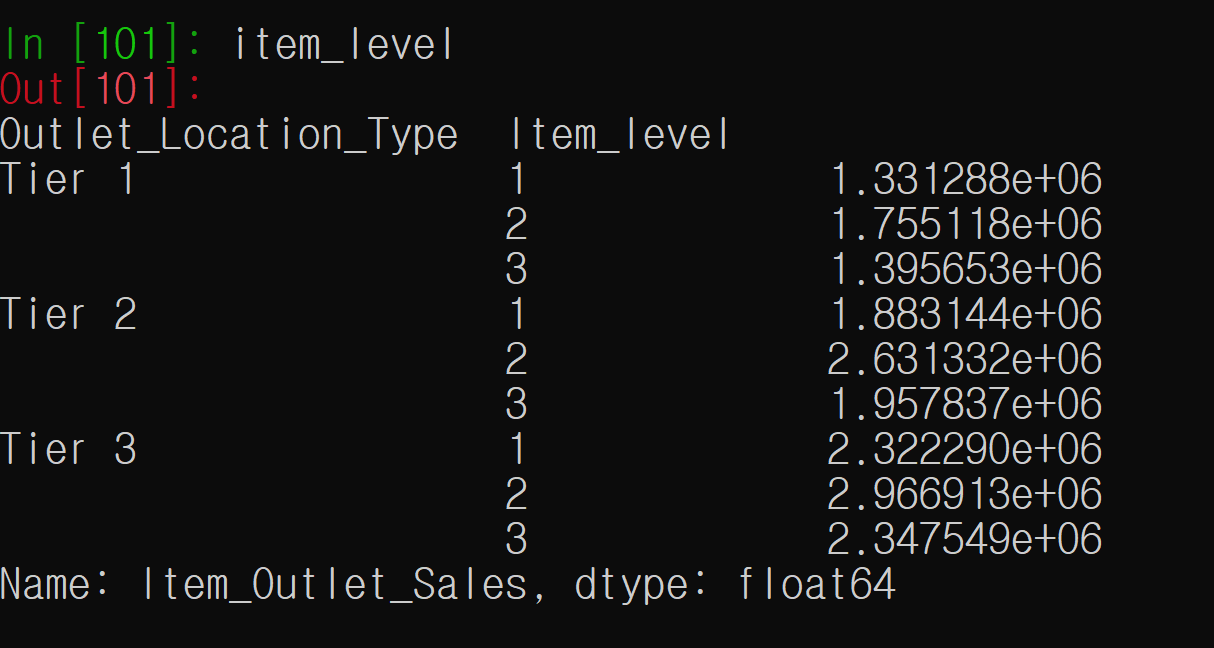 In [101]: item_level
Out[101]:
Outlet_Location_Type  Item_level
Tier 1                1             1.331288e+06
                      2             1.755118e+06
                      3             1.395653e+06
Tier 2                1             1.883144e+06
                      2             2.631332e+06
                      3             1.957837e+06
Tier 3                1             2.322290e+06
                      2             2.966913e+06
                      3             2.347549e+06
Name: Item_Outlet_Sales, dtype: float64